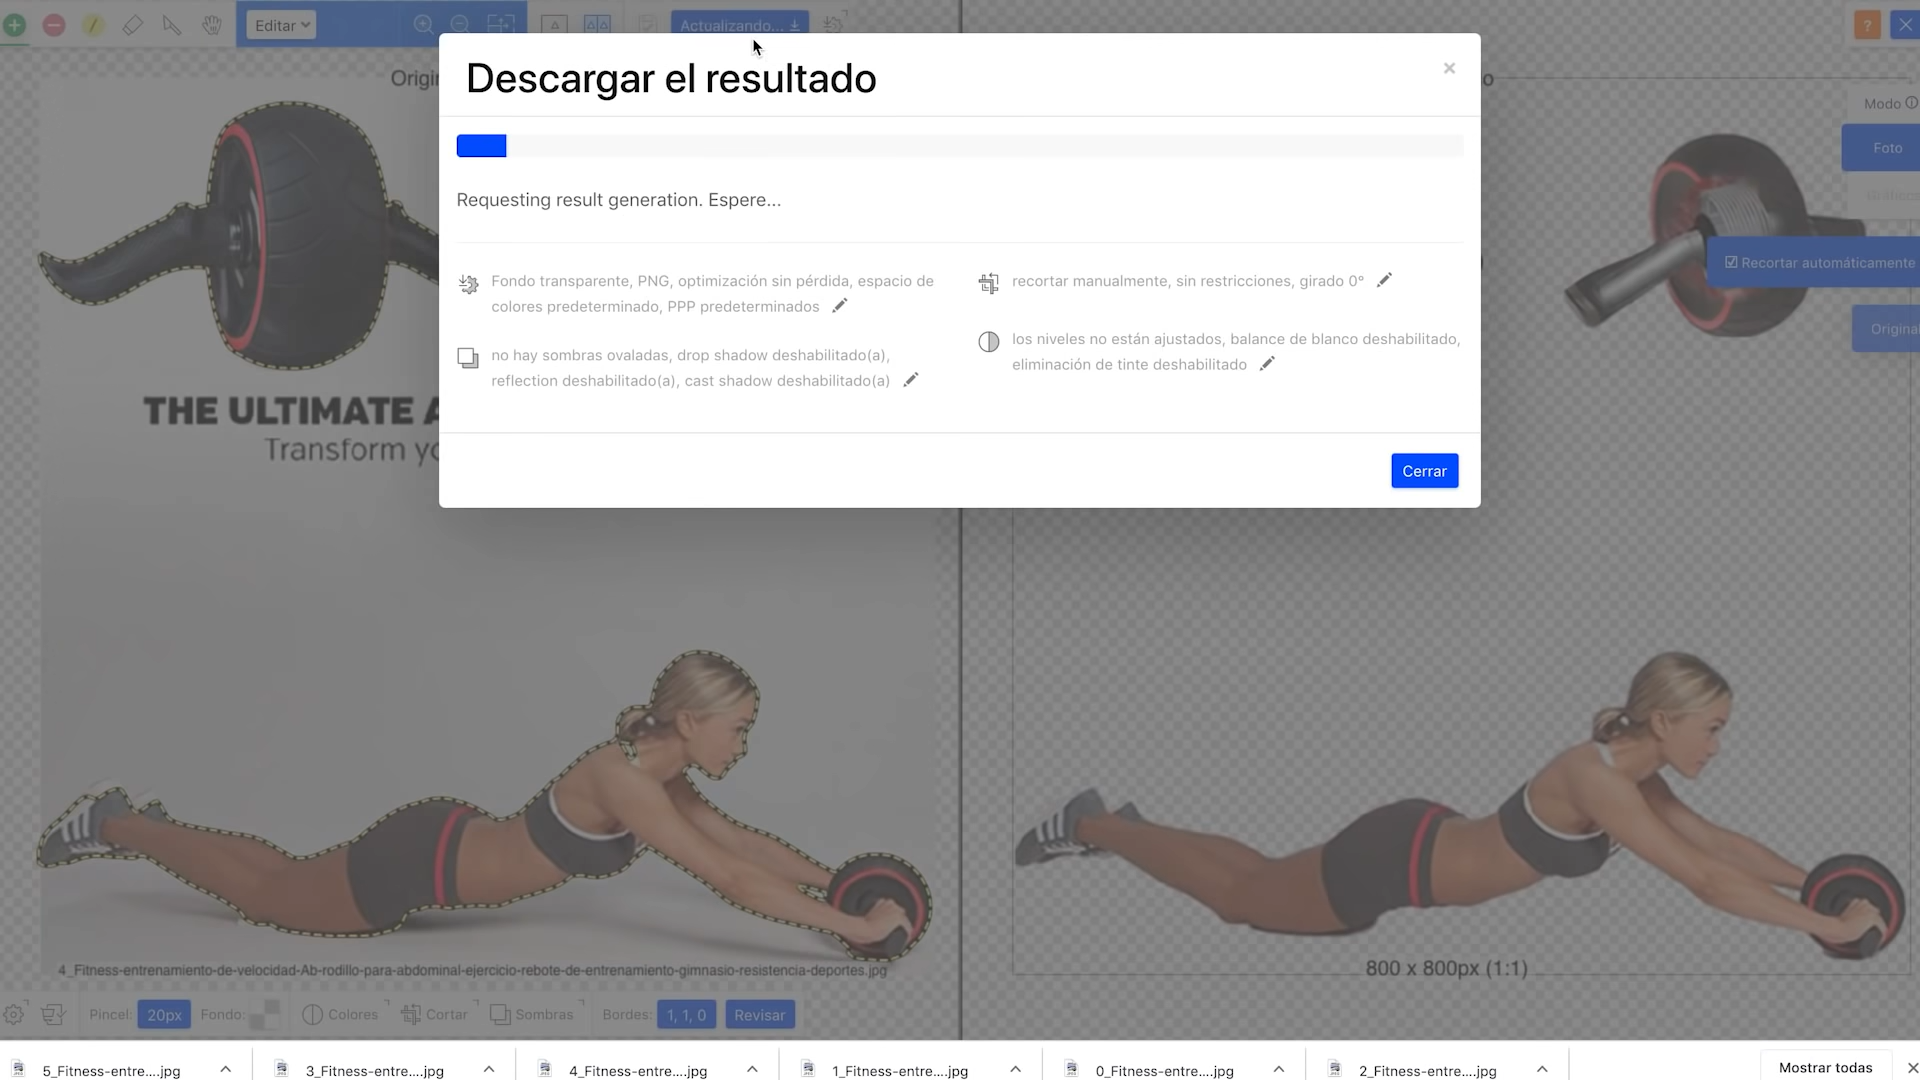 Editar
Actualizando...
?
Descargar el resultado
Modo
Foto
Requesting result generation. Espere...
Recortar automáticamente
Fondo transparente, PNG, optimización sin pérdida, espacio de
colores predeterminado, PPP predeterminados
recortar manualmente, sin restricciones, girado 0°
no hay sombras ovaladas, drop shadow deshabilitado(a),
reflection deshabilitado(a), cast shadow deshabilitado(a)
los niveles no están ajustados, balance de blanco deshabilitado,
eliminación de tinte deshabilitado
Cerrar
THE ULTIMATE
Transform
4_Fitness-entrenamiento-de-velocidad-Ab-rodillo-para-abdominal-ejercicio-rebote-de-entrenamiento-gimnasio-resistencia-deportes.jpg
800 x 800px (1:1)
Pincel: 20px Fondo: Colores Cortar Sombras Bordes: 1, 1, 0 Revisar
5_Fitness-entre....jpg 3_Fitness-entre....jpg 4_Fitness-entre....jpg 1_Fitness-entre....jpg 0_Fitness-entre....jpg 2_Fitness-entre....jpg Mostrar todas